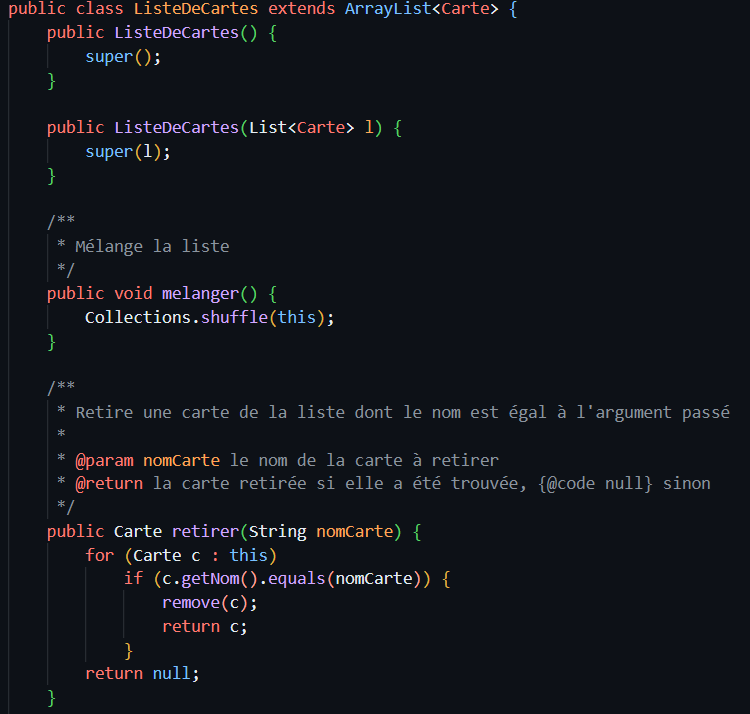 public class ListeDeCartes extends ArrayList<Carte> {
    public ListeDeCartes() {
        super();
    }

    public ListeDeCartes(List<Carte> l) {
        super(l);
    }

    /**
     * Mélange la liste
     */
    public void melanger() {
        Collections.shuffle(this);
    }

    /**
     * Retire une carte de la liste dont le nom est égal à l'argument passé
     *
     * @param nomCarte le nom de la carte à retirer
     * @return la carte retirée si elle a été trouvée, {@code null} sinon
     */
    public Carte retirer(String nomCarte) {
        for (Carte c : this)
            if (c.getNom().equals(nomCarte)) {
                remove(c);
                return c;
            }
        return null;
    }